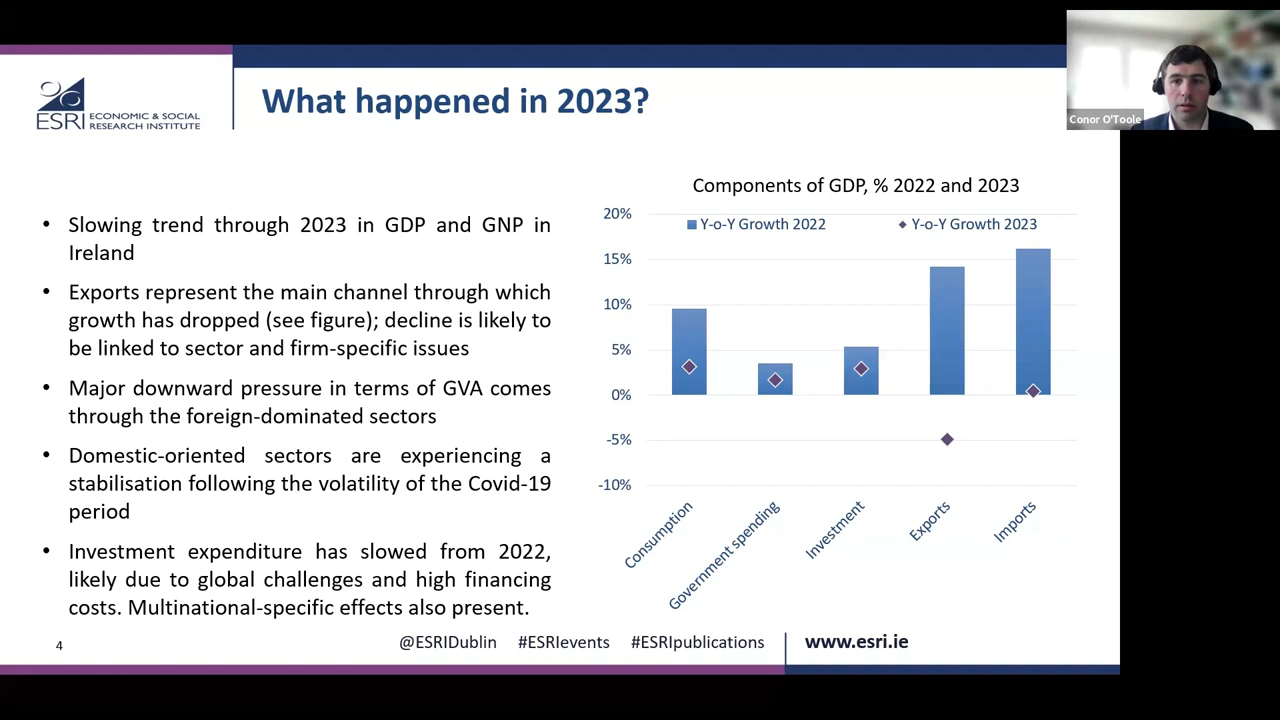 What happened in 2023?
ESRI
ECONOMIC & SOCIAL
RESEARCH INSTITUTE
Conor O'Toole
• Slowing trend through 2023 in GDP and GNP in
Ireland
• Exports represent the main channel through which
growth has dropped (see figure); decline is likely to
be linked to sector and firm-specific issues
• Major downward pressure in terms of GVA comes
through the foreign-dominated sectors
• Domestic-oriented sectors are experiencing a
stabilisation following the volatility of the Covid-19
period
• Investment expenditure has slowed from 2022,
likely due to global challenges and high financing
costs. Multinational-specific effects also present.
Components of GDP, % 2022 and 2023
Y-o-Y Growth 2022
Y-o-Y Growth 2023
20%
15%
10%
5%
0%
-5%
-10%
Consumption
Government spending
Investment
Exports
Imports
4
@ESRIDublin #ESRIevents #ESRIpublications
www.esri.ie